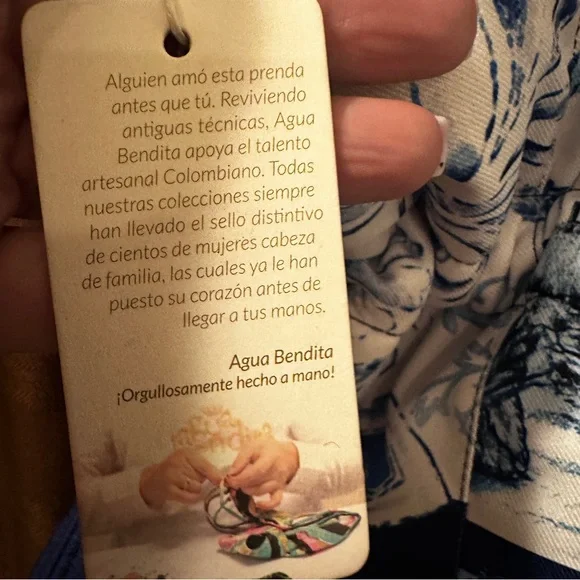 Alguien amó esta prenda
antes que tú. Reviviendo
antiguas técnicas, Agua
Bendita apoya el talento
artesanal Colombiano. Todas
nuestras colecciones siempre
han llevado el sello distintivo
de cientos de mujeres cabeza
de familia, las cuales ya le han
puesto su corazón antes de
llegar a tus manos.
Agua Bendita
¡Orgullosamente hecho a mano!